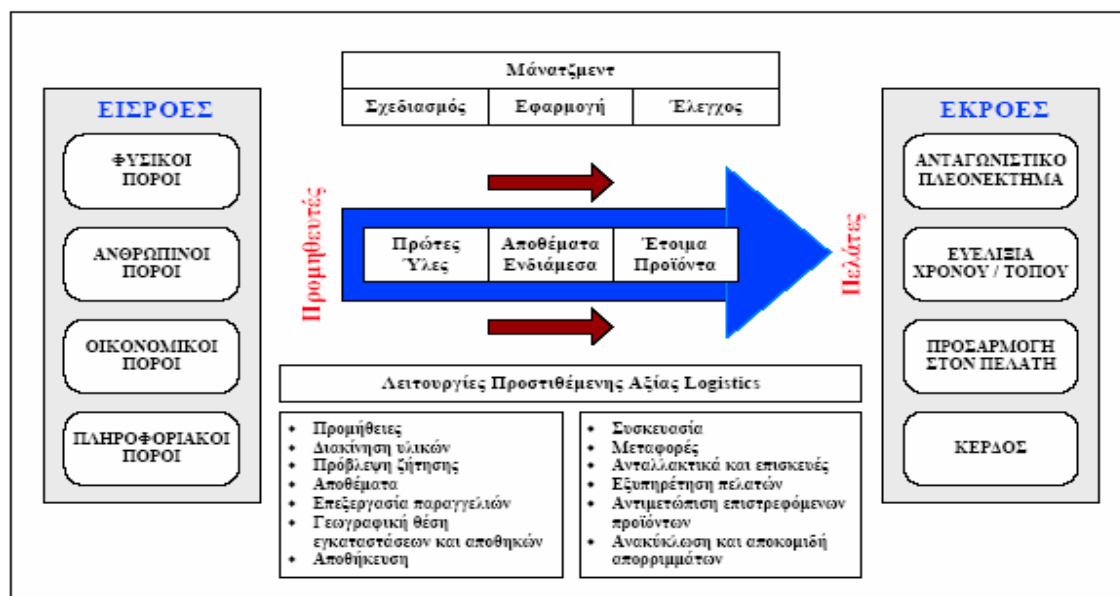 Μάνατζμεντ
Σχεδιασμός
Εφαρμογή
Έλεγχος
ΕΙΣΡΟΕΣ
ΦΥΣΙΚΟΙ
ΠΟΡΟΙ
ΑΝΘΡΩΠΙΝΟΙ
ΠΟΡΟΙ
ΟΙΚΟΝΟΜΙΚΟΙ
ΠΟΡΟΙ
ΠΛΗΡΟΦΟΡΙΑΚΟΙ
ΠΟΡΟΙ
Προμηθευτές
Πρώτες
Ύλες
Αποθέματα
Ενδιάμεσα
Έτοιμα
Προϊόντα
Πελάτες
ΕΚΡΟΕΣ
ΑΝΤΑΓΩΝΙΣΤΙΚΟ
ΠΛΕΟΝΕΚΤΗΜΑ
ΕΥΕΛΙΞΙΑ
ΧΡΟΝΟΥ / ΤΟΠΟΥ
ΠΡΟΣΑΡΜΟΓΗ
ΣΤΟΝ ΠΕΛΑΤΗ
ΚΕΡΔΟΣ
Λειτουργίες Προστιθέμενης Αξίας Logistics
• Προμήθειες
• Διακίνηση υλικών
• Πρόβλεψη ζήτησης
• Αποθέματα
• Επεξεργασία παραγγελιών
• Γεωγραφική θέση
εγκαταστάσεων και αποθηκών
• Αποθήκευση
• Συσκευασία
• Μεταφορές
• Ανταλλακτικά και επισκευές
• Εξυπηρέτηση πελατών
• Αντιμετώπιση επιστρεφόμενων
προϊόντων
• Ανακύκλωση και αποκομιδή
απορριμμάτων